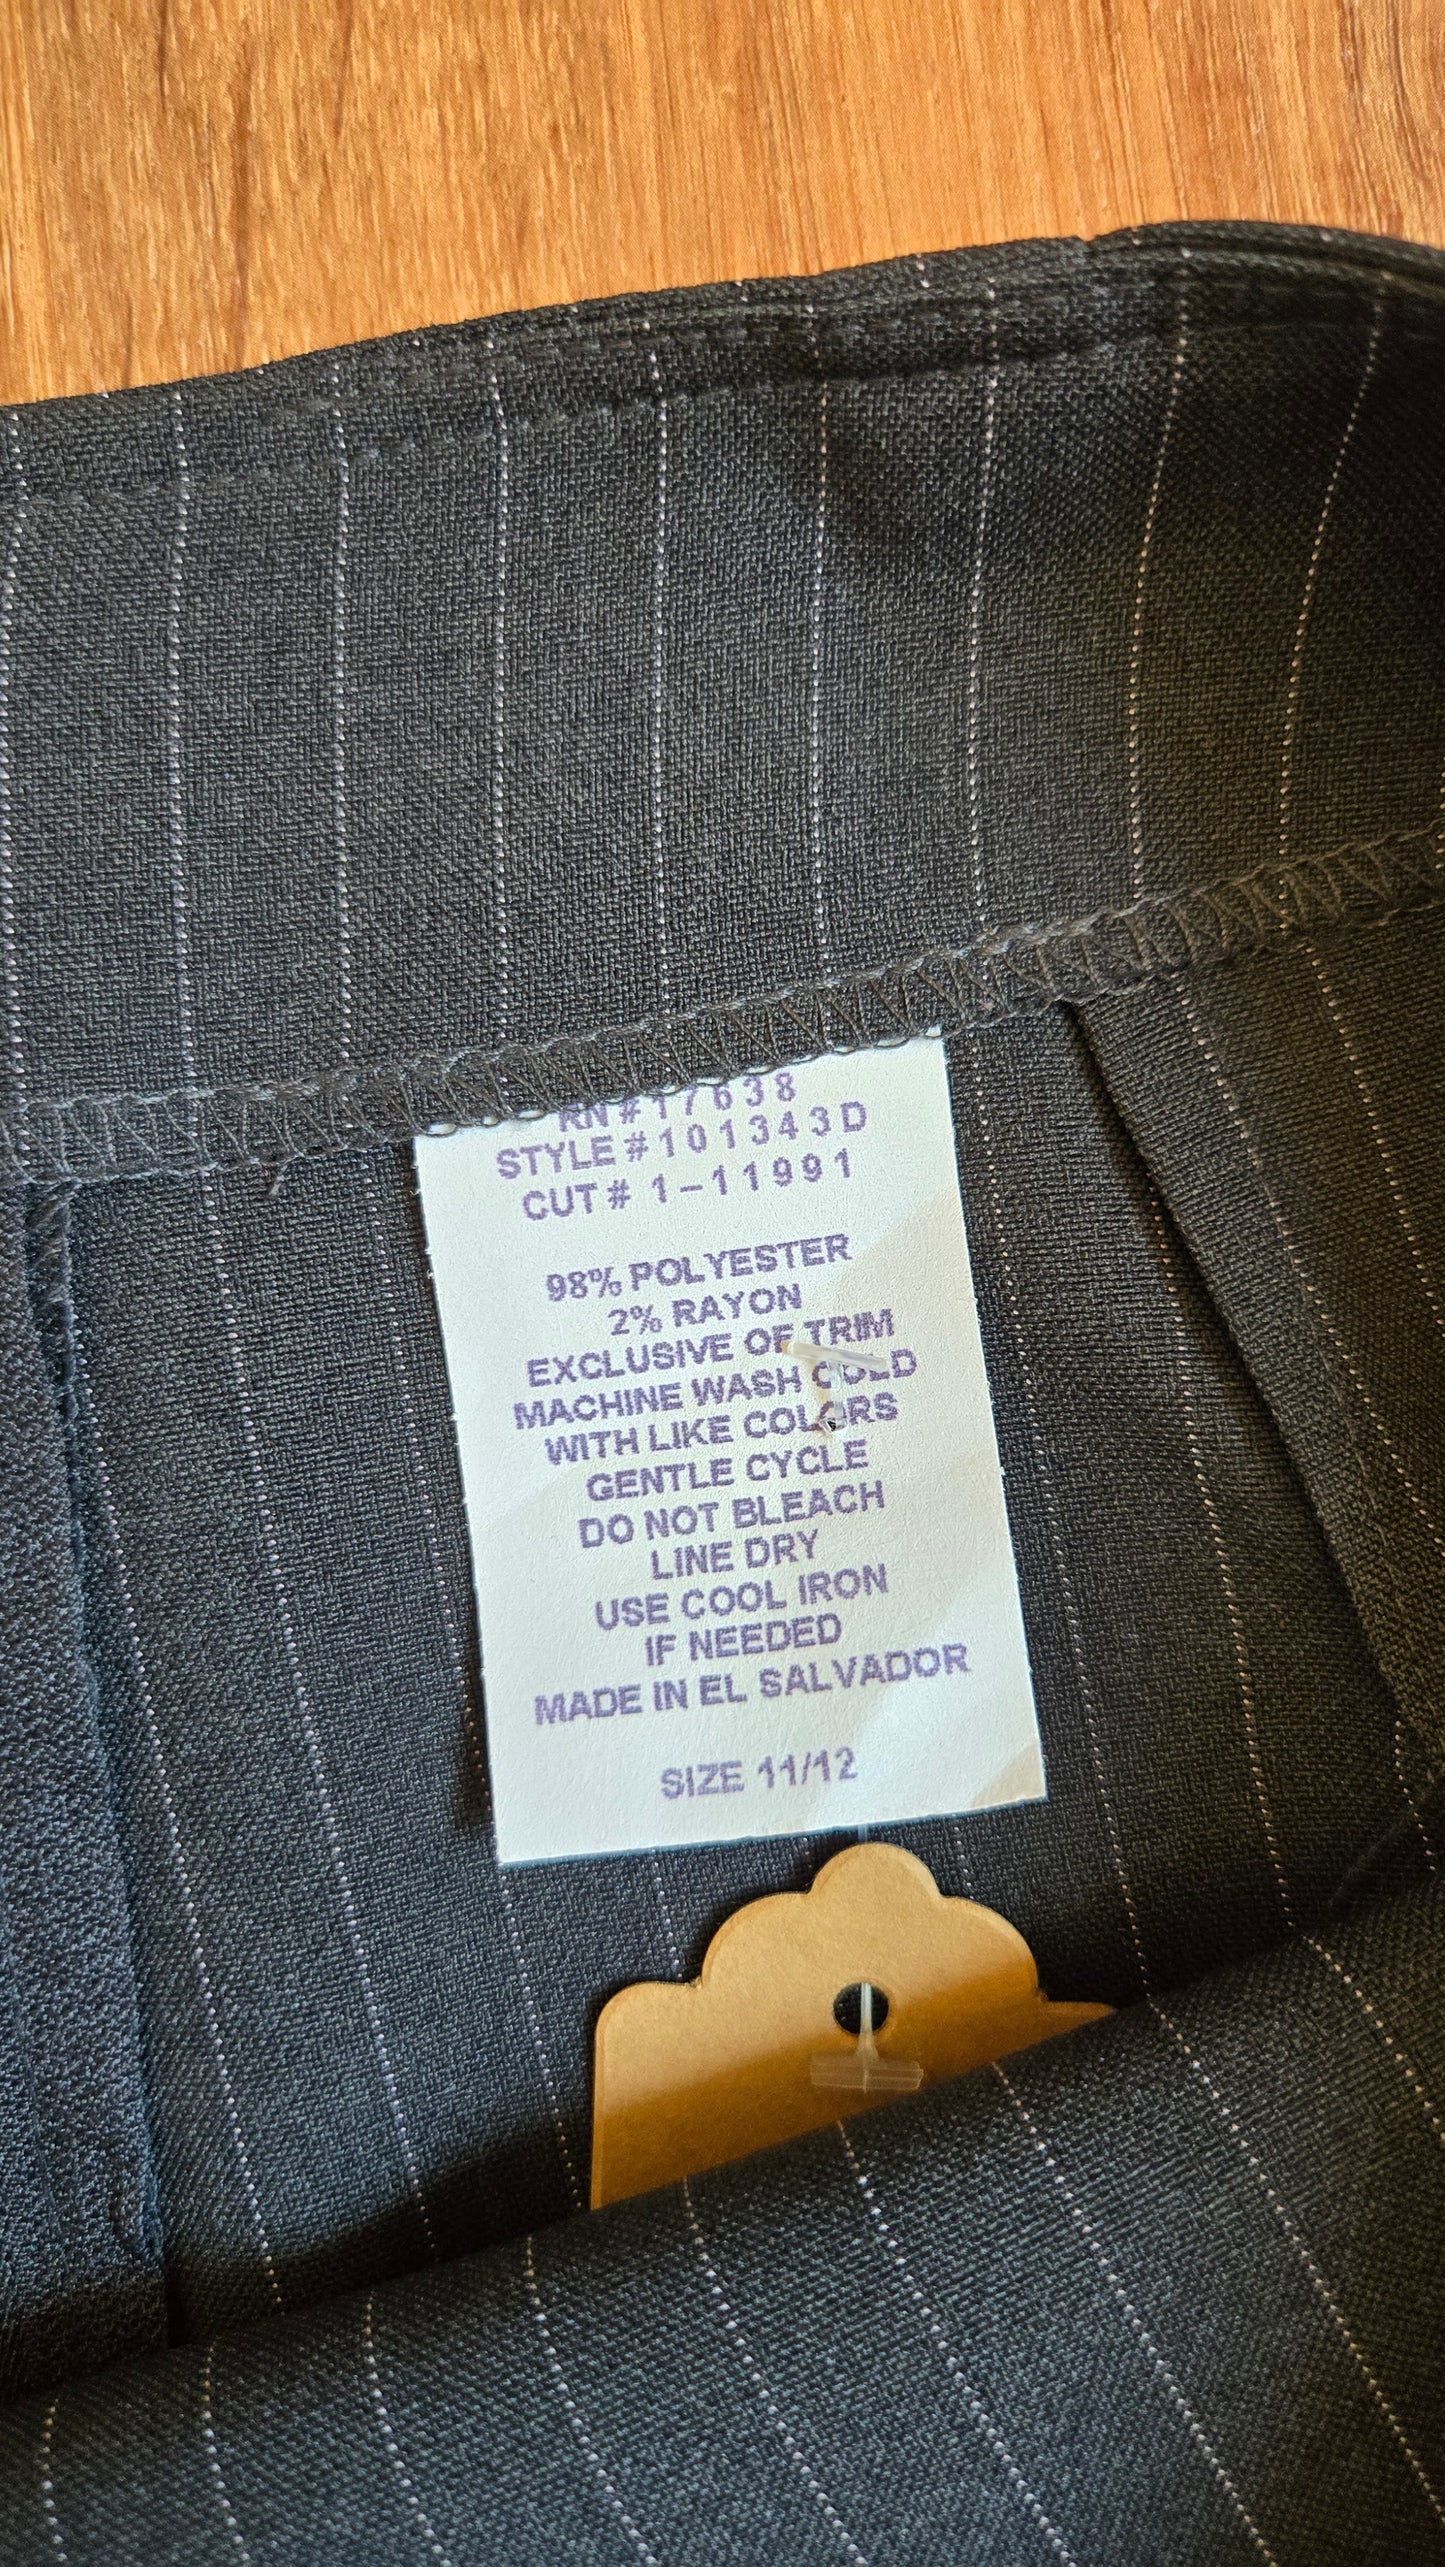 RN # 17638
STYLE # 101343D
CUT # 1-11991
98% POLYESTER
2% RAYON
EXCLUSIVE OF TRIM
MACHINE WASH COLD
WITH LIKE COLORS
GENTLE CYCLE
DO NOT BLEACH
LINE DRY
USE COOL IRON
IF NEEDED
MADE IN EL SALVADOR
SIZE 11/12